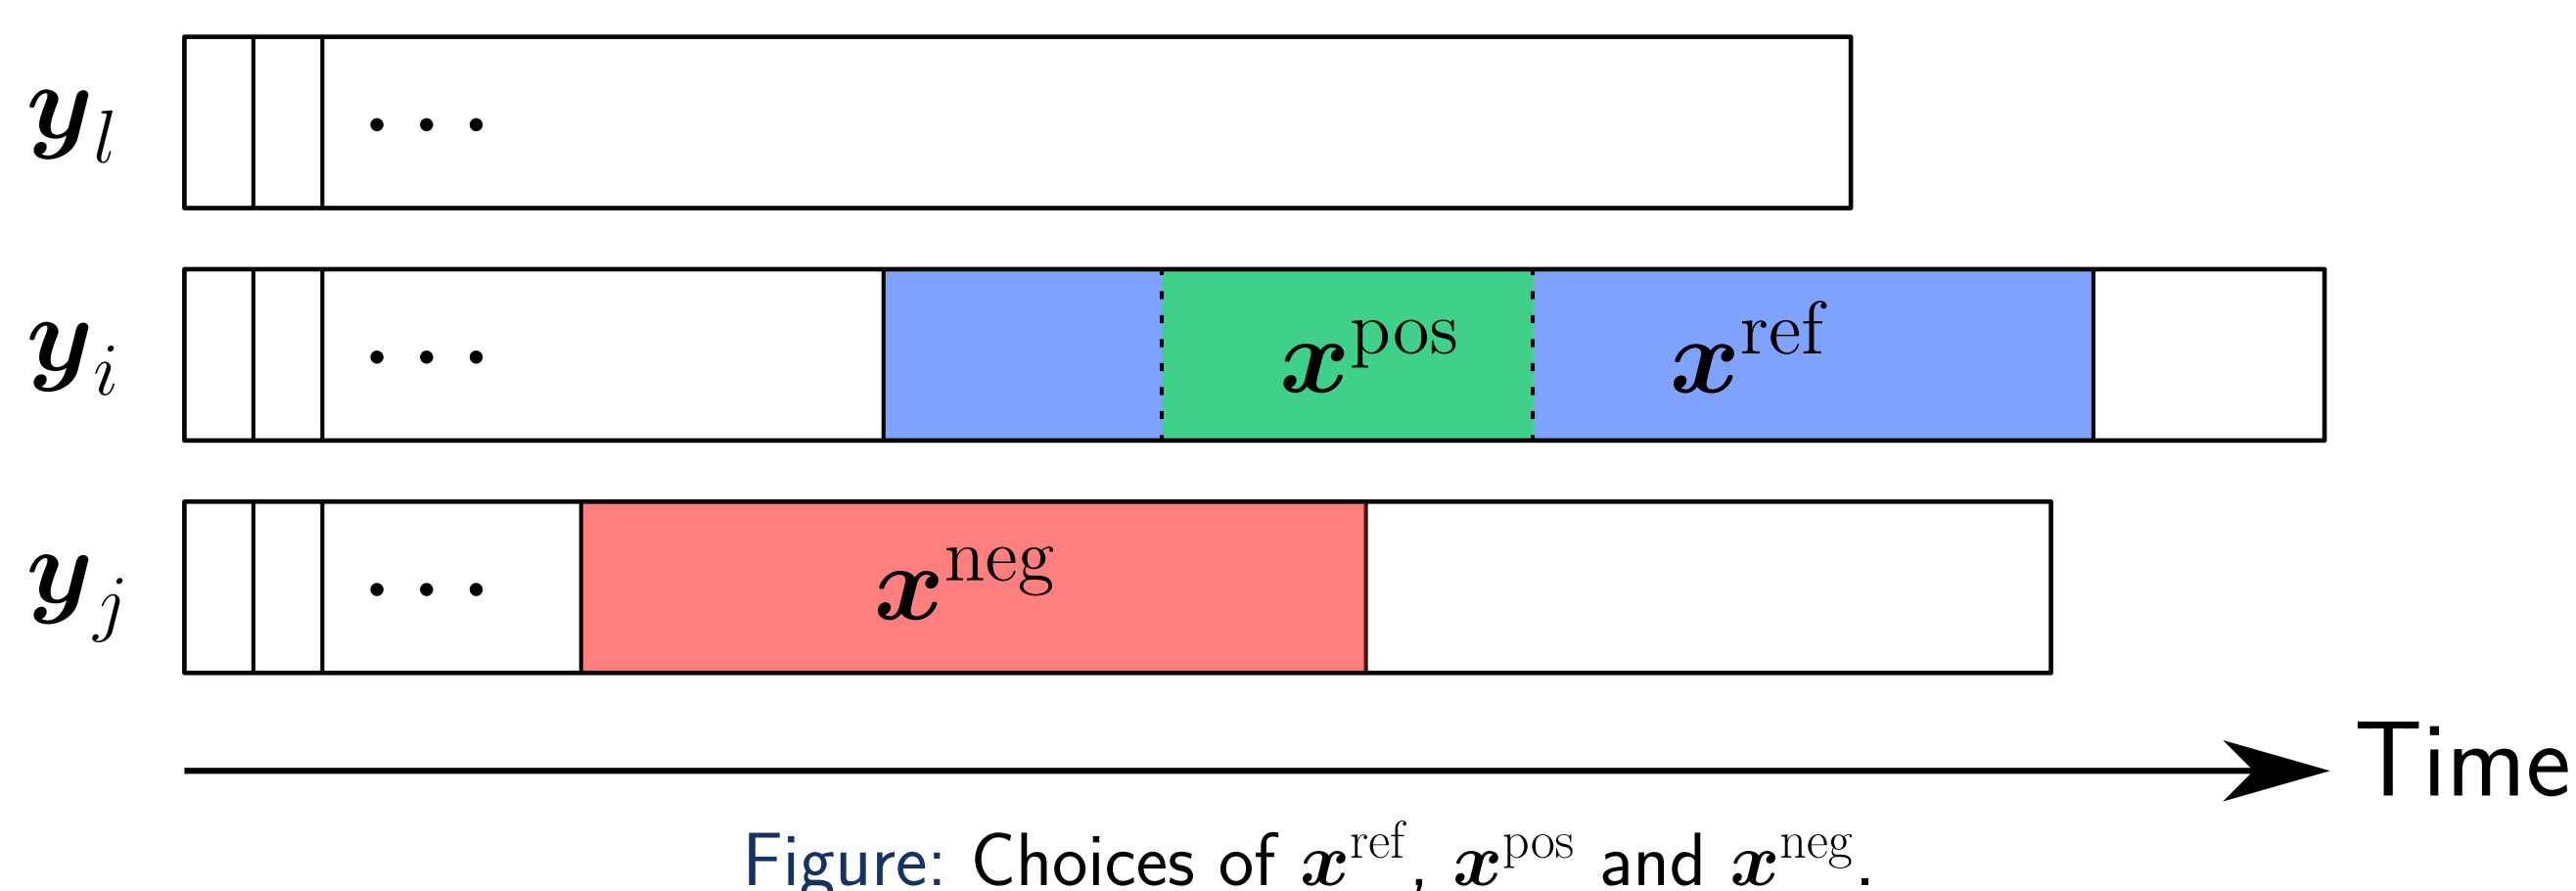 y_l ...
y_i ... x^pos x^ref
y_j ... x^neg
Time
Figure: Choices of x^ref, x^pos and x^neg.